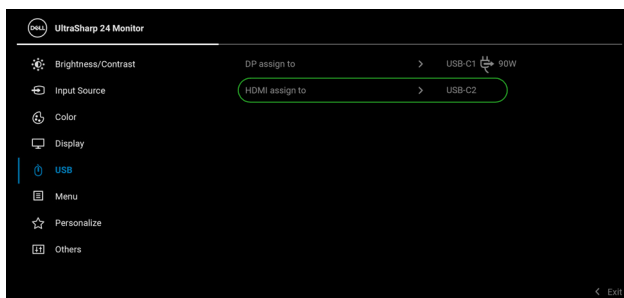 DELL UltraSharp 24 Monitor
Brightness/Contrast DP assign to USB-C1 90W
Input Source HDMI assign to USB-C2
Color
Display
USB
Menu
Personalize
Others
Exit